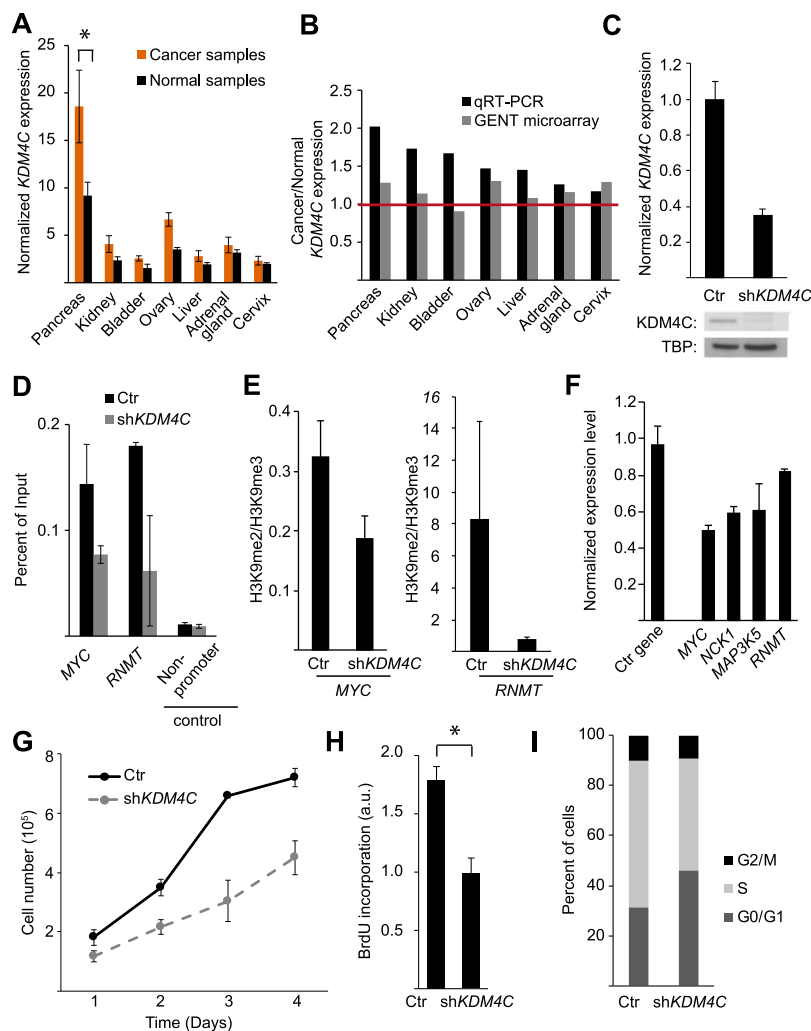 A
*
Cancer samples
Normal samples
Normalized KDM4C expression
25
20
15
10
5
Pancreas
Kidney
Bladder
Ovary
Liver
Adrenal
gland
Cervix
B
qRT-PCR
GENT microarray
Cancer/Normal
KDM4C expression
2.5
2.0
1.5
1.0
0.5
Pancreas
Kidney
Bladder
Ovary
Liver
Adrenal
gland
Cervix
C
Normalized KDM4C expression
1.2
1.0
0.8
0.6
0.4
0.2
Ctr shKDM4C
KDM4C:
TBP:
D
Ctr
shKDM4C
Percent of Input
0.2
0.1
MYC
RNMT
Non-
promoter
control
E
H3K9me2/H3K9me3
0.4
0.3
0.2
0.1
Ctr shKDM4C
MYC
H3K9me2/H3K9me3
16
14
12
10
8
6
4
2
Ctr shKDM4C
RNMT
F
Normalized expression level
1.2
1.0
0.8
0.6
0.4
0.2
Ctr gene
MYC
NCK1
MAP3K5
RNMT
G
Ctr
shKDM4C
Cell number (10⁵)
8
6
4
2
1 2 3 4
Time (Days)
H
*
BrdU incorporation (a.u.)
2.0
1.5
1.0
0.5
Ctr shKDM4C
I
Percent of cells
100
80
60
40
20
G2/M
S
G0/G1
Ctr shKDM4C